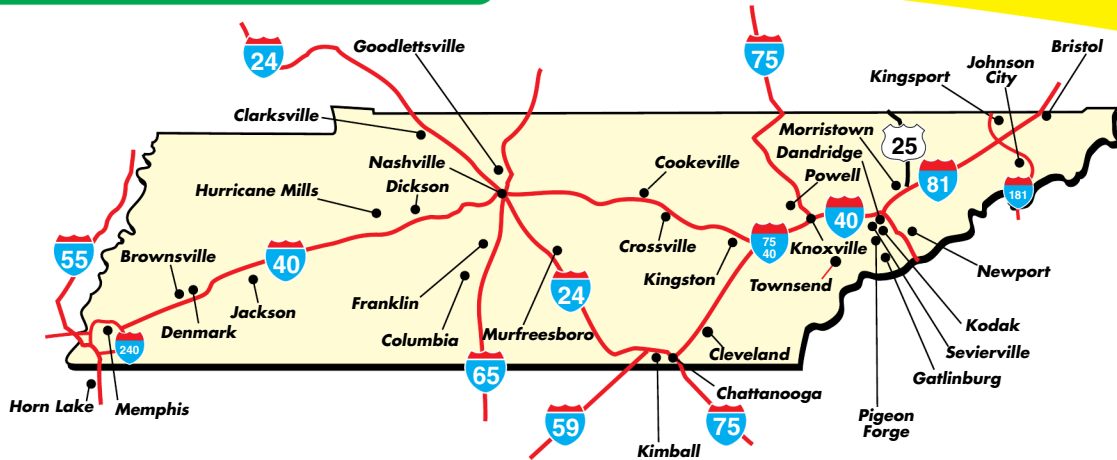 24
Goodlettsville
75
Kingsport
Johnson
City
Bristol
Clarksville
Morristown
25
Nashville
Dandridge
Cookeville
Powell
81
Hurricane Mills
Dickson
181
40
55
Brownsville
40
Crossville
75
40
Knoxville
Kingston
Townsend
Newport
Franklin
24
Denmark
Jackson
Columbia
Murfreesboro
Kodak
240
Cleveland
Sevierville
65
Gatlinburg
Horn Lake
Memphis
Chattanooga
59
75
Pigeon
Forge
Kimball